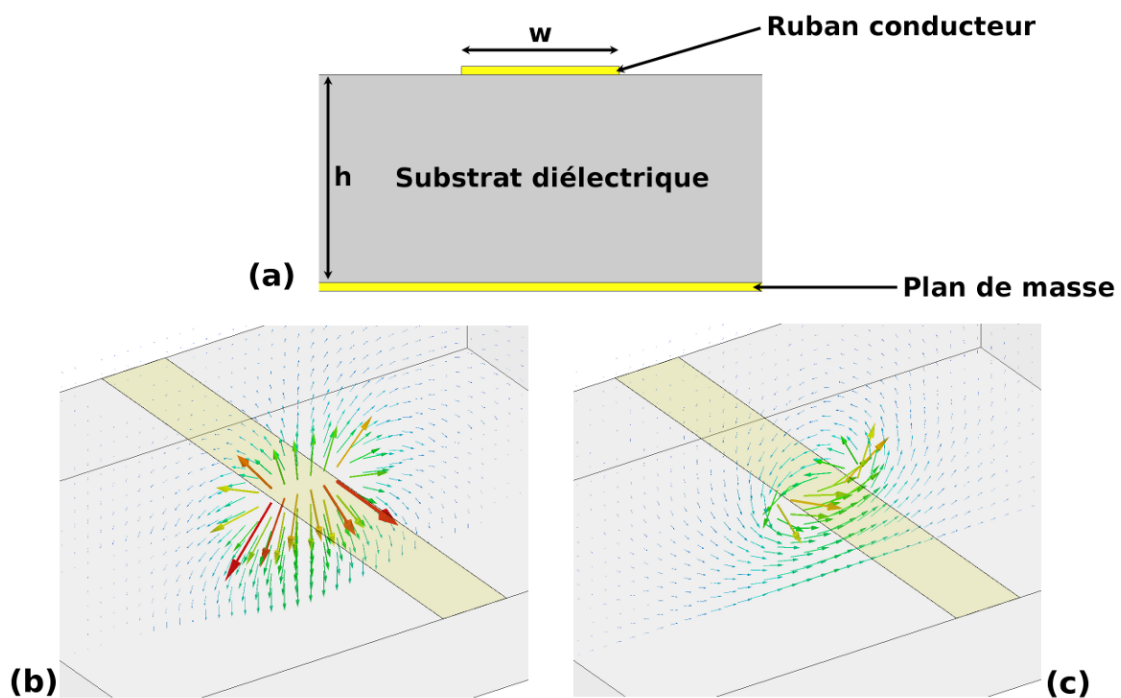 w
Ruban conducteur
h
Substrat diélectrique
(a)
Plan de masse
(b)
(c)